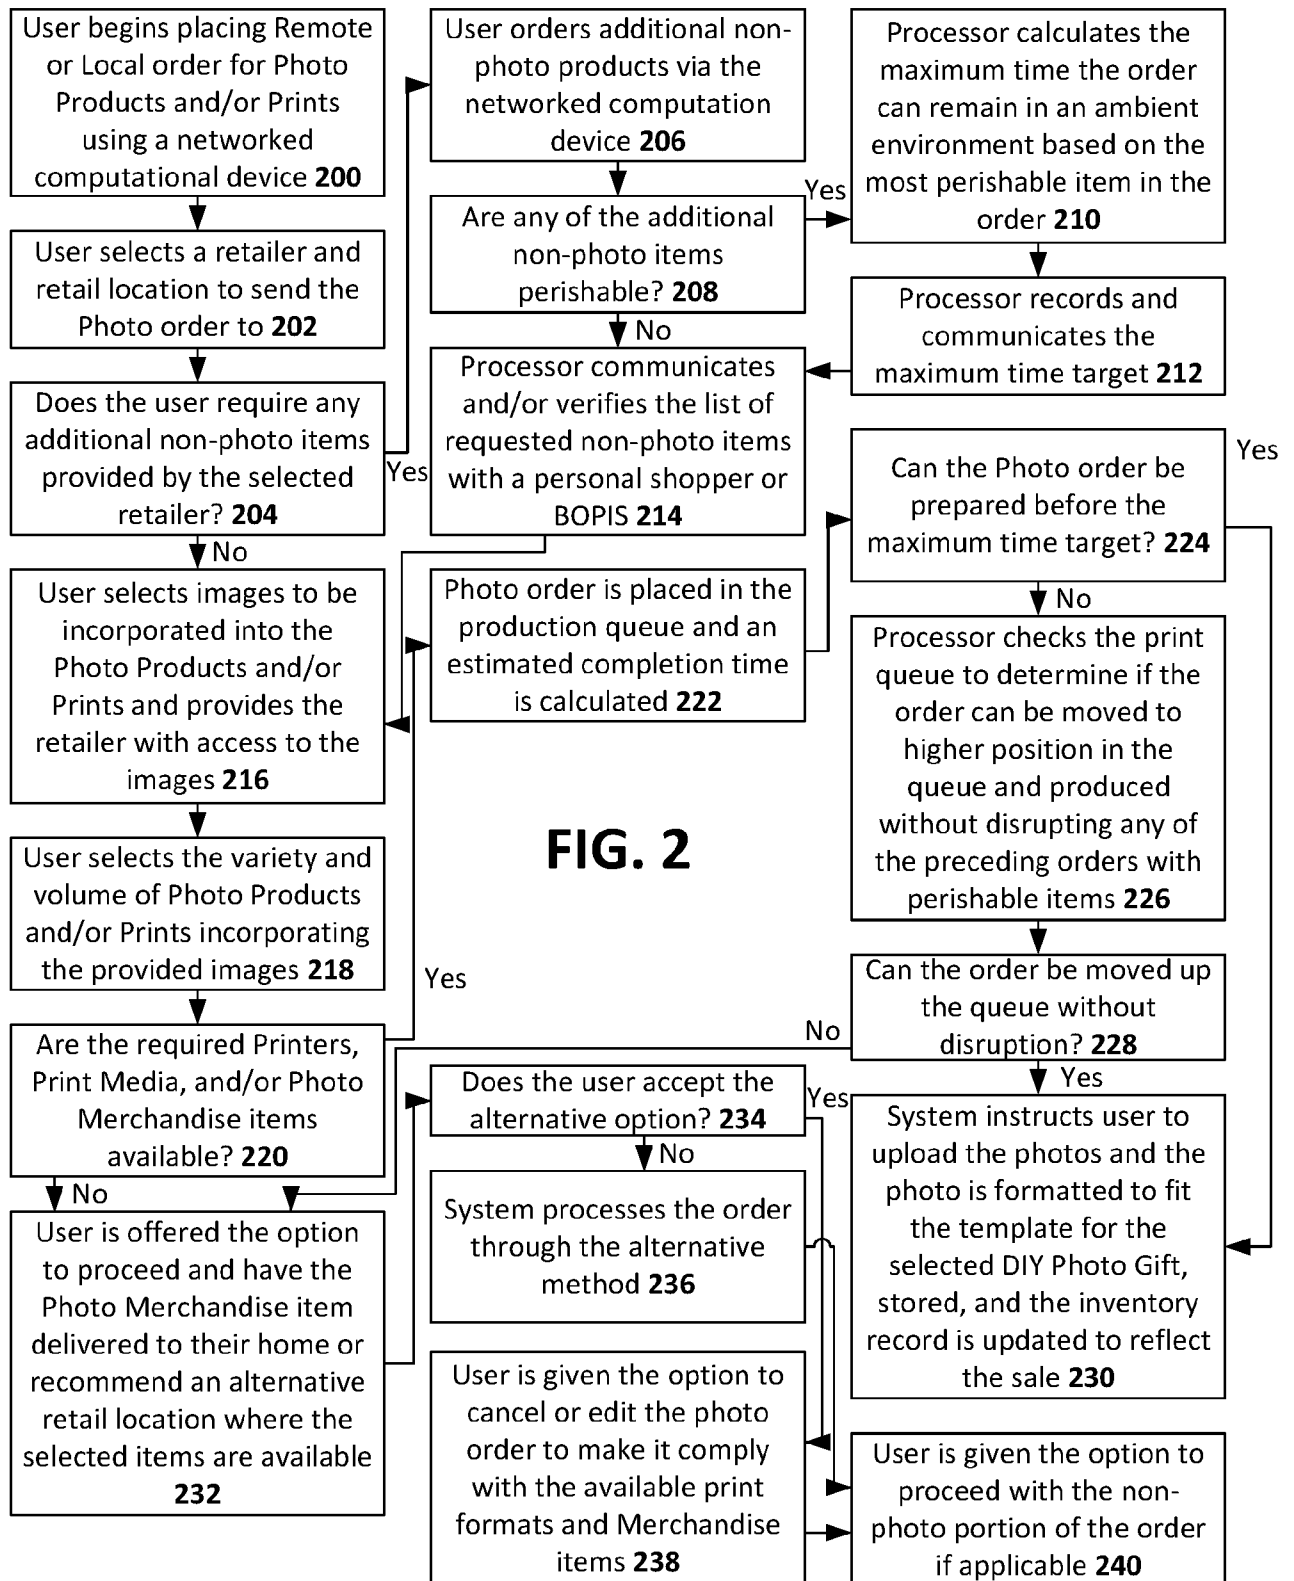 User begins placing Remote
or Local order for Photo
Products and/or Prints
using a networked
computational device 200
User selects a retailer and
retail location to send the
Photo order to 202
Does the user require any
additional non-photo items
provided by the selected
retailer? 204
Yes
No
User orders additional non-
photo products via the
networked computation
device 206
Are any of the additional
non-photo items
perishable? 208
Yes
No
Processor calculates the
maximum time the order
can remain in an ambient
environment based on the
most perishable item in the
order 210
Processor records and
communicates the
maximum time target 212
Processor communicates
and/or verifies the list of
requested non-photo items
with a personal shopper or
BOPIS 214
User selects images to be
incorporated into the
Photo Products and/or
Prints and provides the
retailer with access to the
images 216
User selects the variety and
volume of Photo Products
and/or Prints incorporating
the provided images 218
Are the required Printers,
Print Media, and/or Photo
Merchandise items
available? 220
Yes
No
Photo order is placed in the
production queue and an
estimated completion time
is calculated 222
Can the Photo order be
prepared before the
maximum time target? 224
Yes
No
Processor checks the print
queue to determine if the
order can be moved to
higher position in the
queue and produced
without disrupting any of
the preceding orders with
perishable items 226
Can the order be moved up
the queue without
disruption? 228
No
Yes
System instructs user to
upload the photos and the
photo is formatted to fit
the template for the
selected DIY Photo Gift,
stored, and the inventory
record is updated to reflect
the sale 230
User is offered the option
to proceed and have the
Photo Merchandise item
delivered to their home or
recommend an alternative
retail location where the
selected items are available
232
Does the user accept the
alternative option? 234
Yes
No
System processes the order
through the alternative
method 236
User is given the option to
cancel or edit the photo
order to make it comply
with the available print
formats and Merchandise
items 238
User is given the option to
proceed with the non-
photo portion of the order
if applicable 240
FIG. 2